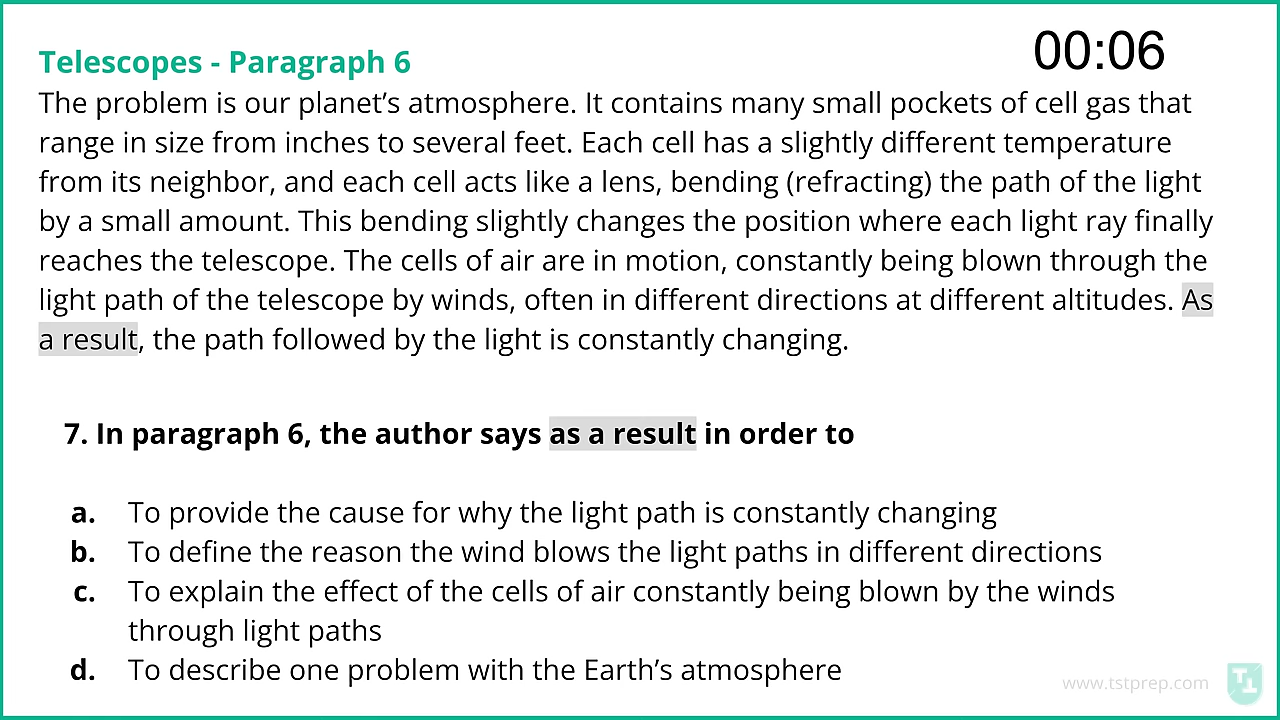 Telescopes - Paragraph 6
00:06
The problem is our planet’s atmosphere. It contains many small pockets of cell gas that
range in size from inches to several feet. Each cell has a slightly different temperature
from its neighbor, and each cell acts like a lens, bending (refracting) the path of the light
by a small amount. This bending slightly changes the position where each light ray finally
reaches the telescope. The cells of air are in motion, constantly being blown through the
light path of the telescope by winds, often in different directions at different altitudes. As
a result, the path followed by the light is constantly changing.
7. In paragraph 6, the author says as a result in order to
a. To provide the cause for why the light path is constantly changing
b. To define the reason the wind blows the light paths in different directions
c. To explain the effect of the cells of air constantly being blown by the winds
through light paths
d. To describe one problem with the Earth’s atmosphere
www.tstprep.com